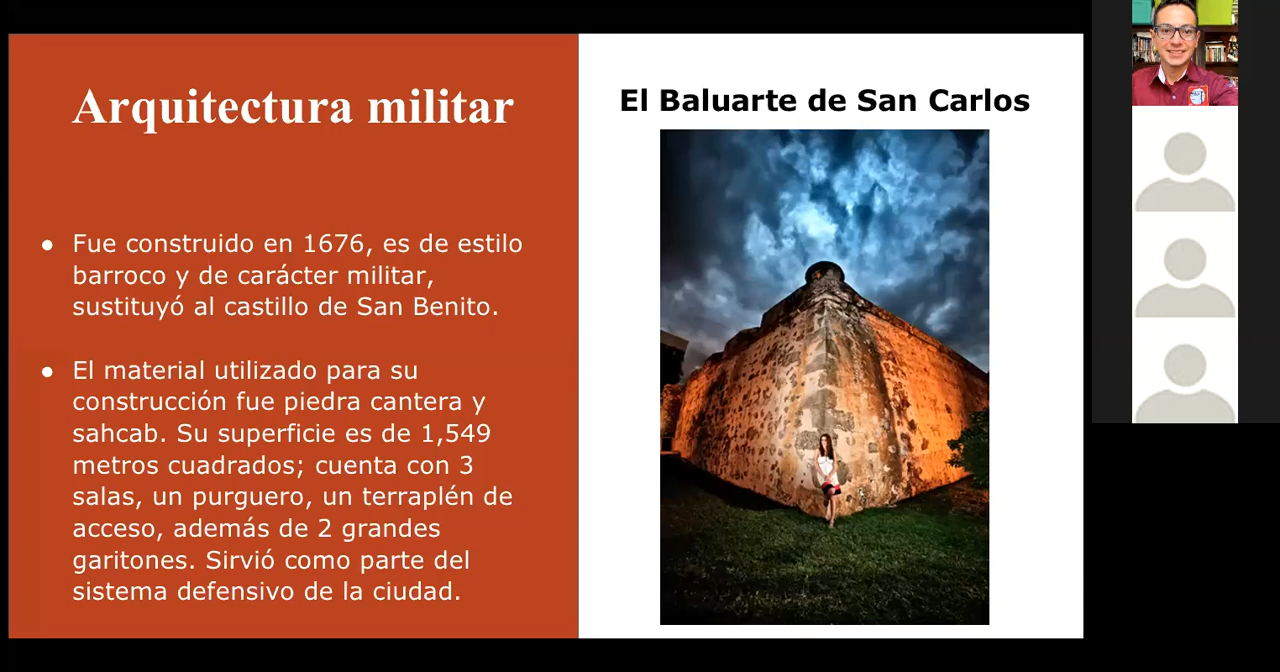 Arquitectura militar
● Fue construido en 1676, es de estilo
barroco y de carácter militar,
sustituyó al castillo de San Benito.
● El material utilizado para su
construcción fue piedra cantera y
sahcab. Su superficie es de 1,549
metros cuadrados; cuenta con 3
salas, un purguero, un terraplén de
acceso, además de 2 grandes
garitones. Sirvió como parte del
sistema defensivo de la ciudad.
El Baluarte de San Carlos